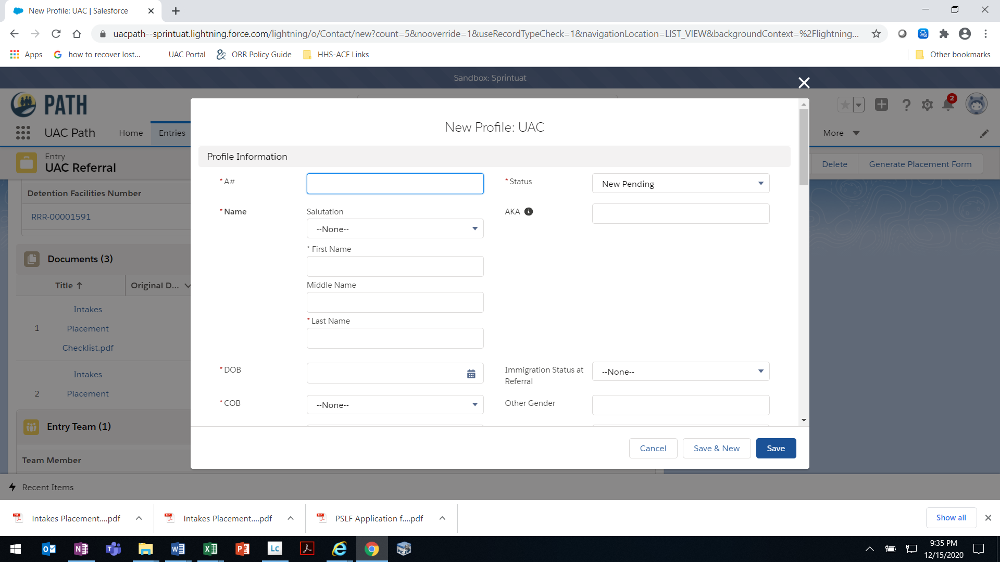 New Profile: UAC | Salesforce
uacpath--sprintuat.lightning.force.com/lightning/o/Contact/new?count=5&nooverride=1&useRecordTypeCheck=1&navigationLocation=LIST_VIEW&backgroundContext=%2Flightning...
Apps
how to recover lost...
UAC Portal
ORR Policy Guide
HHS-ACF Links
Other bookmarks
Sandbox: Sprintuat
PATH
2
UAC Path
Home
Entries
More
Entry
UAC Referral
Delete
Generate Placement Form
Detention Facilities Number
RRR-00001591
Documents (3)
Title
Original D...
1
Intakes
Placement
Checklist.pdf
2
Intakes
Placement
Entry Team (1)
Team Member
New Profile: UAC
Profile Information
*A#
*Status
New Pending
*Name
Salutation
--None--
AKA
* First Name
Middle Name
* Last Name
*DOB
Immigration Status at
Referral
--None--
*COB
--None--
Other Gender
Cancel
Save & New
Save
Recent Items
Intakes Placement....pdf
Intakes Placement....pdf
PSLF Application f....pdf
Show all
Lc
9:35 PM
12/15/2020